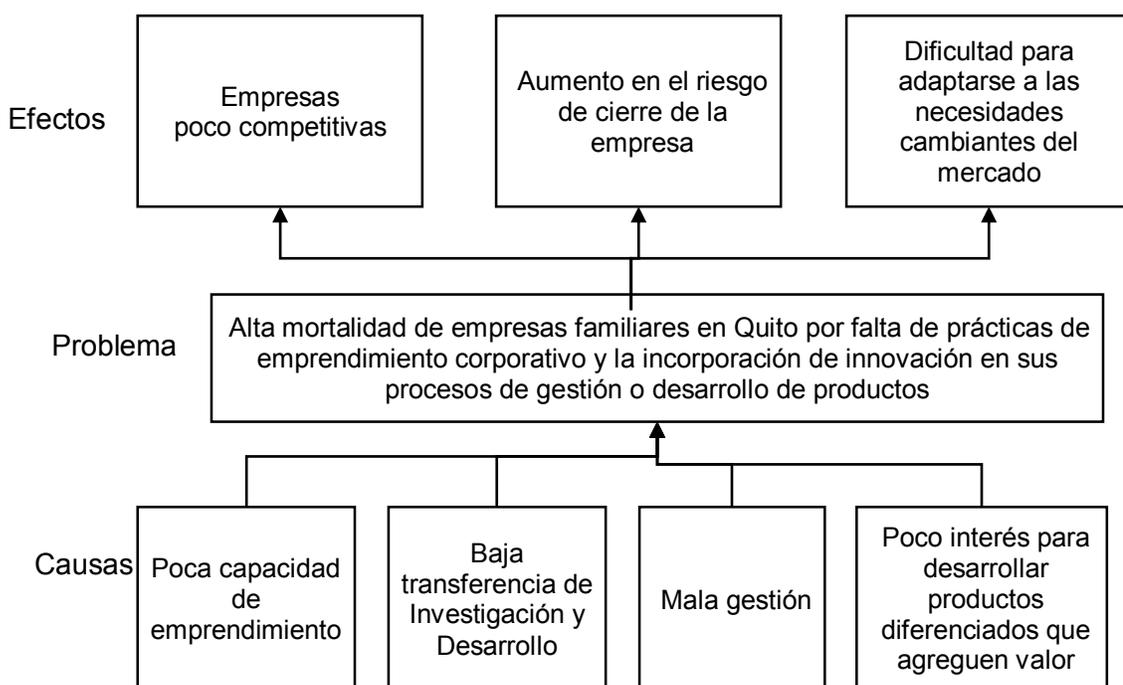 Efectos
Empresas
poco competitivas
Aumento en el riesgo
de cierre de la
empresa
Dificultad para
adaptarse a las
necesidades
cambiantes del
mercado
Problema
Alta mortalidad de empresas familiares en Quito por falta de prácticas de
emprendimiento corporativo y la incorporación de innovación en sus
procesos de gestión o desarrollo de productos
Causas
Poca capacidad
de
emprendimiento
Baja
transferencia de
Investigación y
Desarrollo
Mala gestión
Poco interés para
desarrollar
productos
diferenciados que
agreguen valor